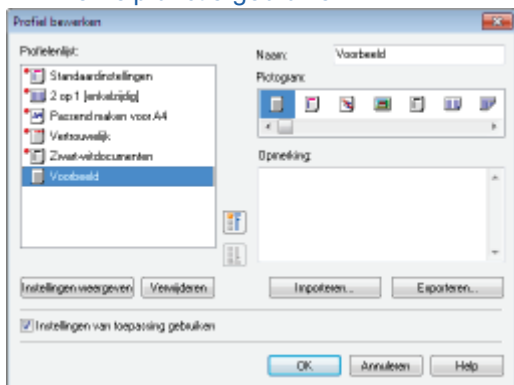 Profiel bewerken
Profielenlijst:
Standaardinstellingen
2 op 1 [enkelzijdig]
Passend maken voor A4
Vertrouwelijk
Zwart-witdocumenten
Voorbeeld
Instellingen weergeven
Verwijderen
Naam:
Voorbeeld
Pictogram:
Opmerking:
Importeren...
Exporteren...
Instellingen van toepassing gebruiken
OK
Annuleren
Help